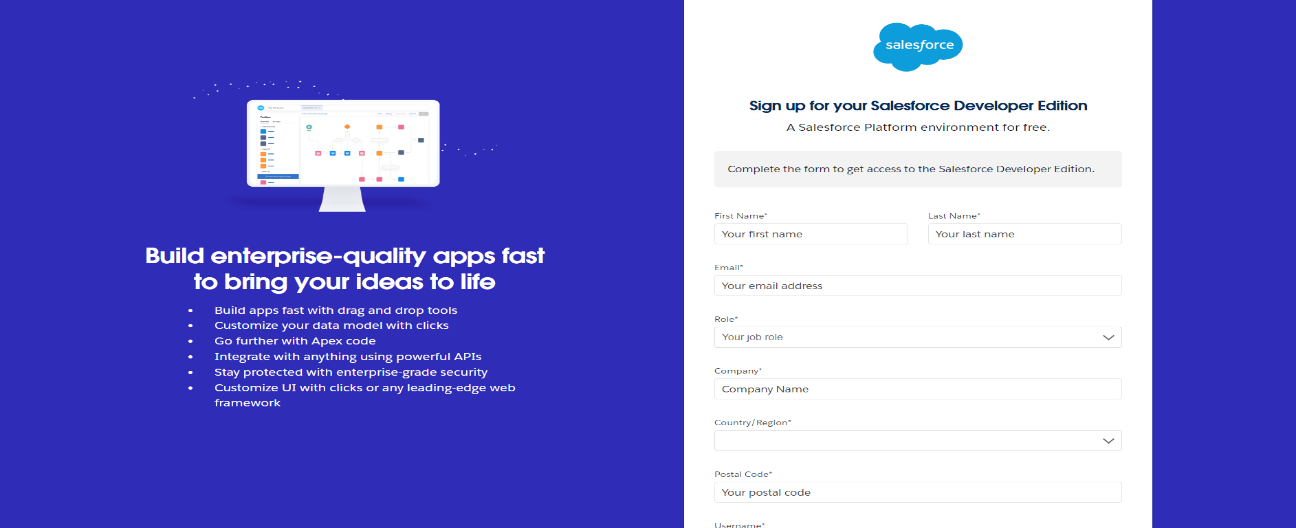 Build enterprise-quality apps fast
to bring your ideas to life
• Build apps fast with drag and drop tools
• Customize your data model with clicks
• Go further with Apex code
• Integrate with anything using powerful APIs
• Stay protected with enterprise-grade security
• Customize UI with clicks or any leading-edge web
framework
salesforce
Sign up for your Salesforce Developer Edition
A Salesforce Platform environment for free.
Complete the form to get access to the Salesforce Developer Edition.
First Name* Last Name*
Your first name Your last name
Email*
Your email address
Role*
Your job role
Company*
Company Name
Country/Region*
Postal Code*
Your postal code
Username*